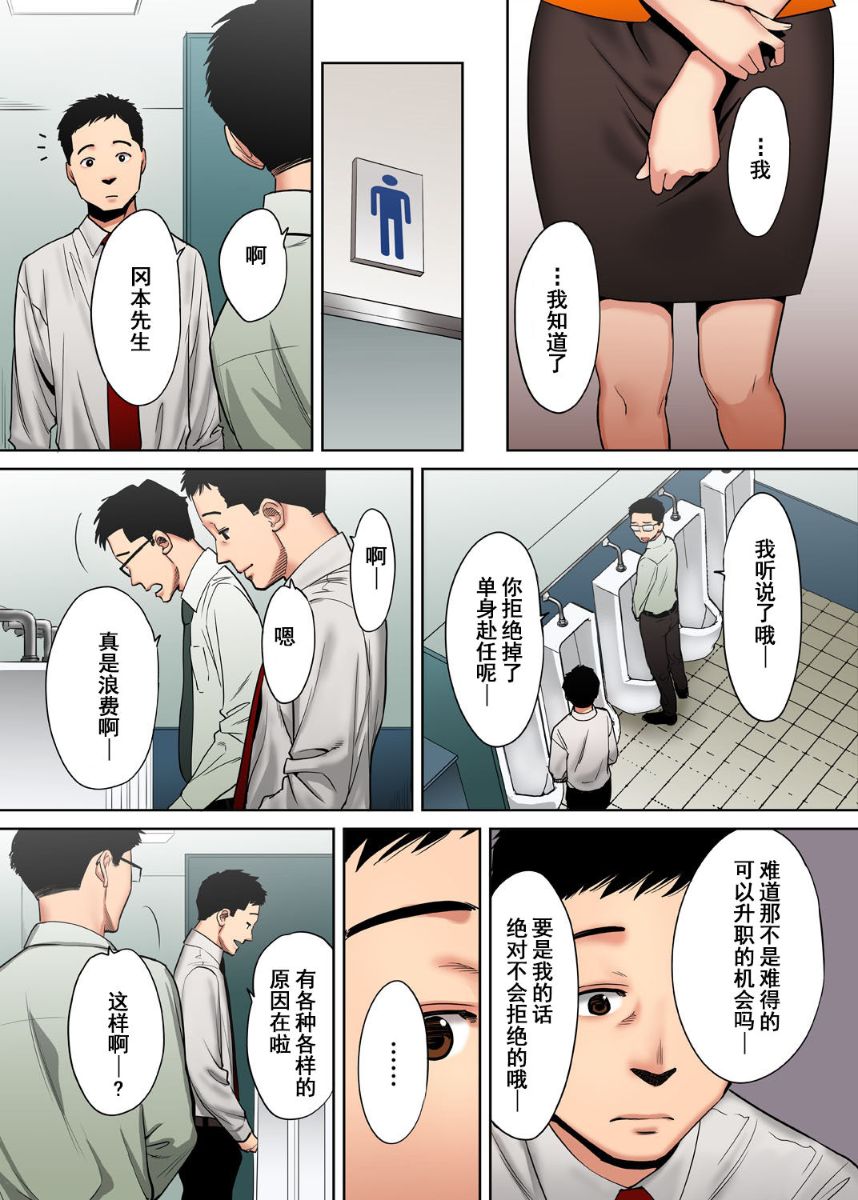 …我
…我知道了
啊
冈本先生
我听说了哦—
你拒绝掉了
单身赴任呢—
啊—
嗯
真是浪费啊—
难道那不是难得的
可以升职的机会吗—
要是我的话
绝对不会拒绝的哦—
……
有各种各样的
原因在啦
这样啊—?